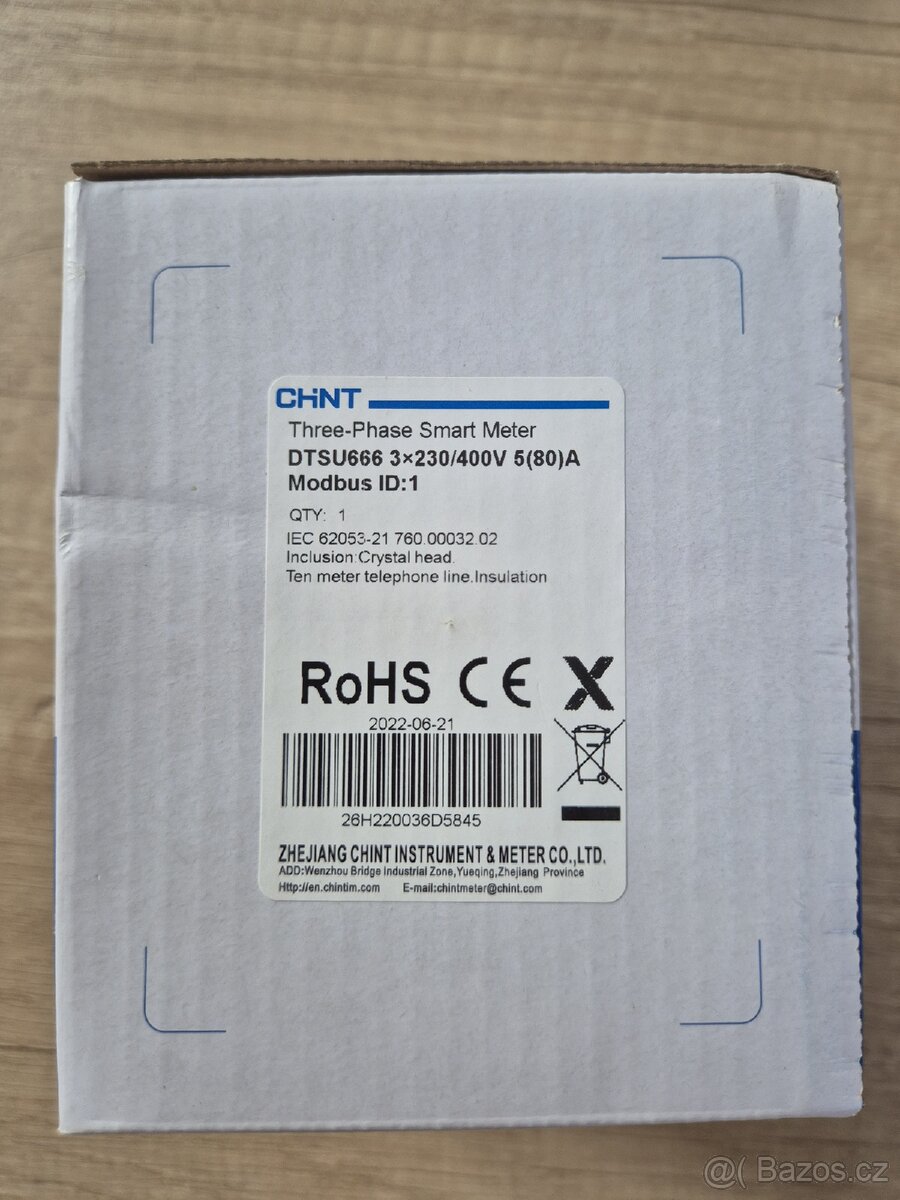 CHiNT
Three-Phase Smart Meter
DTSU666 3×230/400V 5(80)A
Modbus ID:1
QTY: 1
IEC 62053-21 760.00032.02
Inclusion:Crystal head.
Ten meter telephone line.Insulation
RoHS CE X
2022-06-21
26H220036D5845
ZHEJIANG CHINT INSTRUMENT & METER CO.,LTD.
ADD:Wenzhou Bridge Industrial Zone,Yueqing,Zhejiang Province
Http://en.chintim.com E-mail:chintmeter@chint.com
@( Bazos.cz